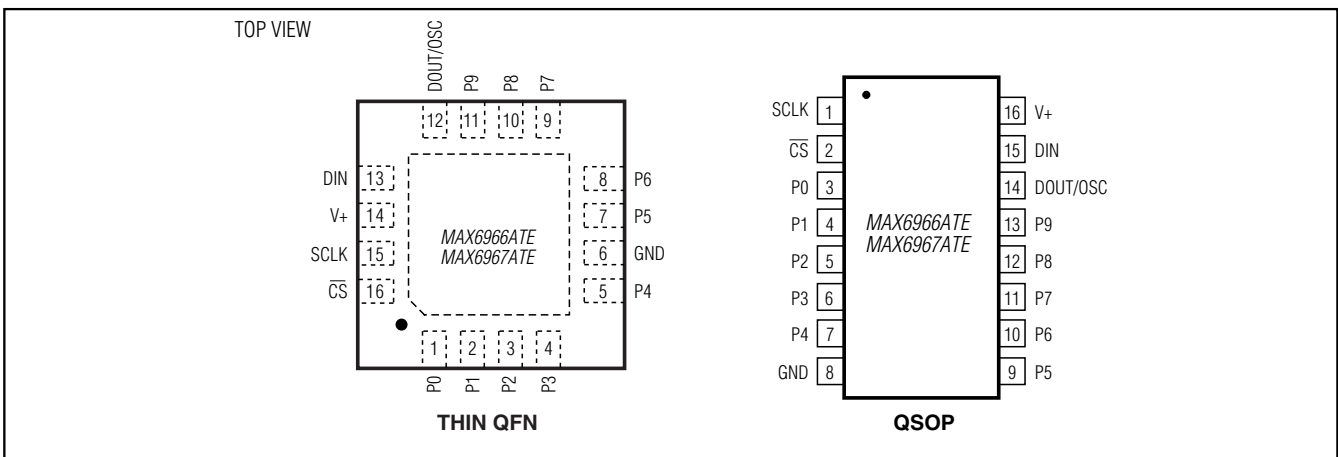 TOP VIEW
DOUT/OSC
P9
P8
P7
12 11 10 9
DIN 13
V+ 14
SCLK 15
C̅S̅ 16
MAX6966ATE
MAX6967ATE
8 P6
7 P5
6 GND
5 P4
1 2 3 4
P0
P1
P2
P3
THIN QFN
SCLK 1
C̅S̅ 2
P0 3
P1 4
P2 5
P3 6
P4 7
GND 8
MAX6966ATE
MAX6967ATE
16 V+
15 DIN
14 DOUT/OSC
13 P9
12 P8
11 P7
10 P6
9 P5
QSOP